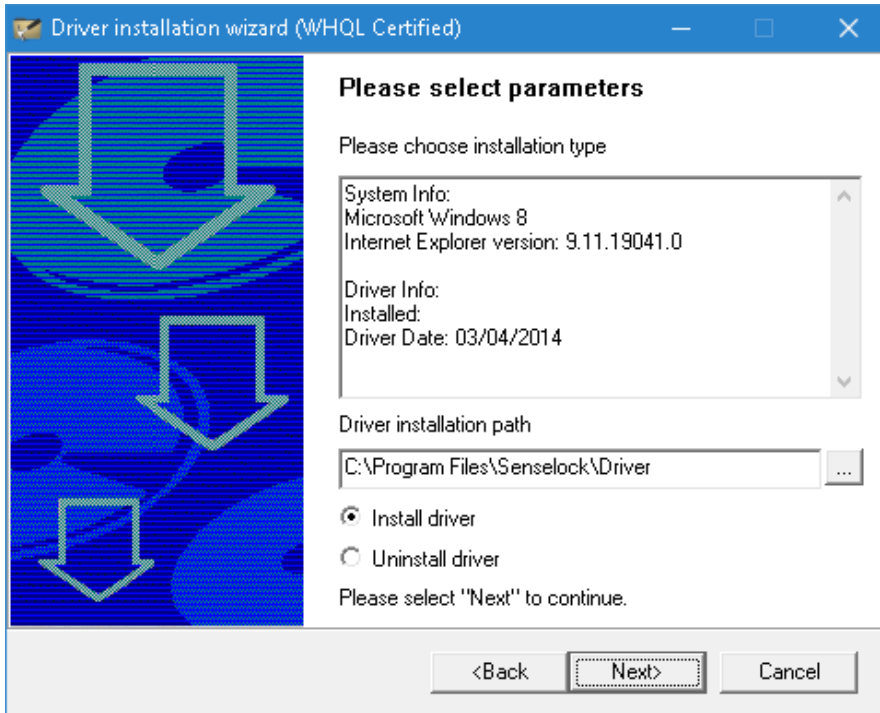 Driver installation wizard (WHQL Certified)
Please select parameters
Please choose installation type
System Info:
Microsoft Windows 8
Internet Explorer version: 9.11.19041.0
Driver Info:
Installed:
Driver Date: 03/04/2014
Driver installation path
C:\Program Files\Senselock\Driver
...
Install driver
Uninstall driver
Please select "Next" to continue.
<Back
Next>
Cancel